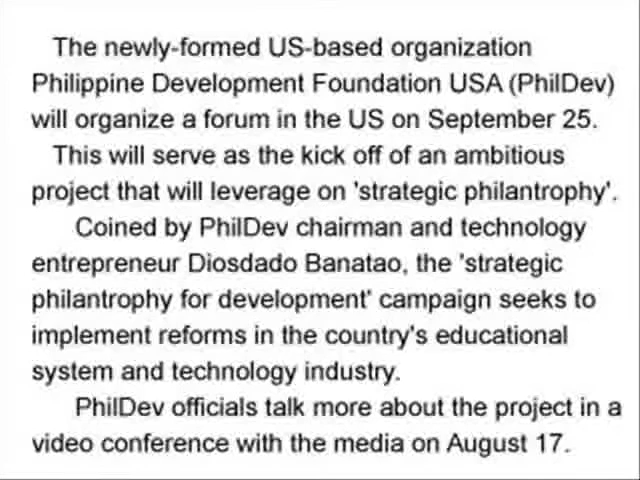 The newly-formed US-based organization
Philippine Development Foundation USA (PhilDev)
will organize a forum in the US on September 25.
This will serve as the kick off of an ambitious
project that will leverage on 'strategic philantrophy'.
Coined by PhilDev chairman and technology
entrepreneur Diosdado Banatao, the 'strategic
philantrophy for development' campaign seeks to
implement reforms in the country's educational
system and technology industry.
PhilDev officials talk more about the project in a
video conference with the media on August 17.